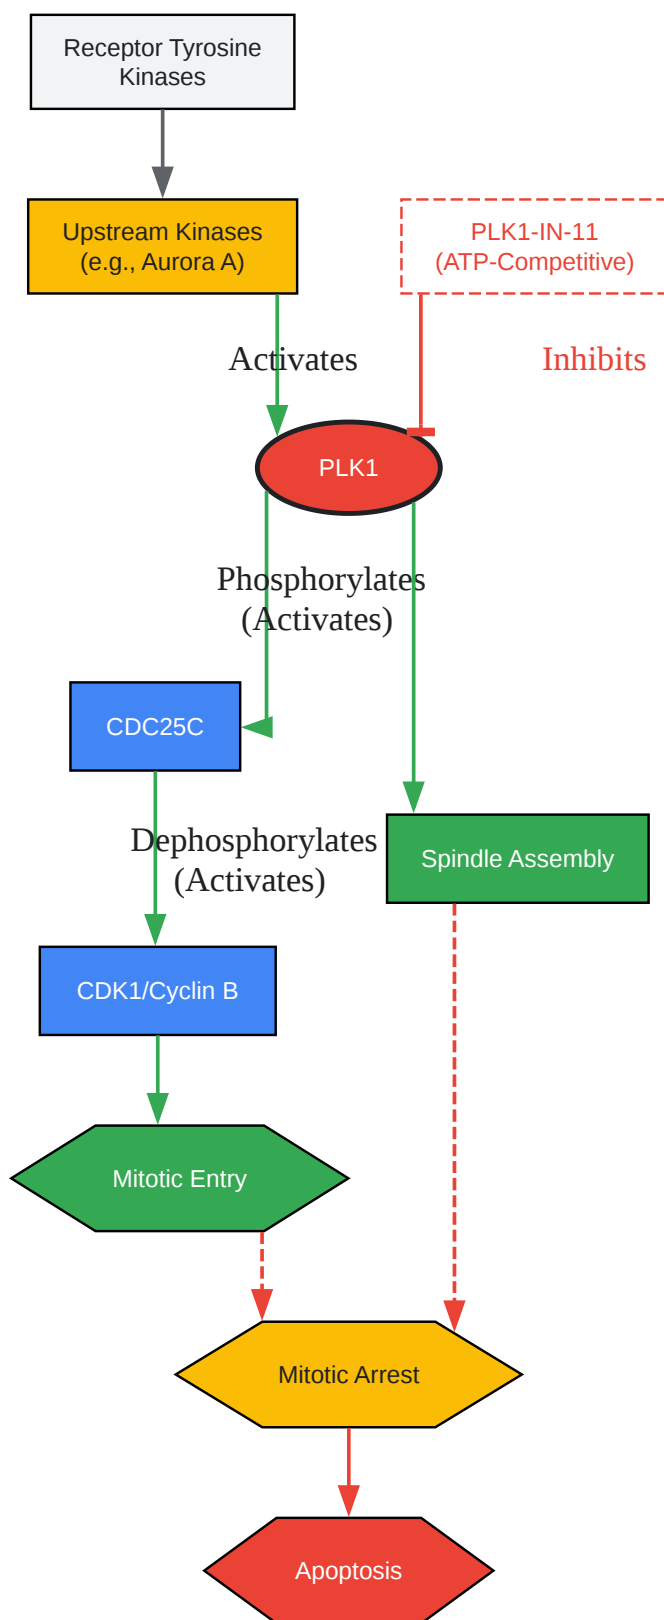 Receptor Tyrosine
Kinases
Upstream Kinases
(e.g., Aurora A)
PLK1-IN-11
(ATP-Competitive)
Activates
Inhibits
PLK1
Phosphorylates
(Activates)
CDC25C
Dephosphorylates
(Activates)
Spindle Assembly
CDK1/Cyclin B
Mitotic Entry
Mitotic Arrest
Apoptosis